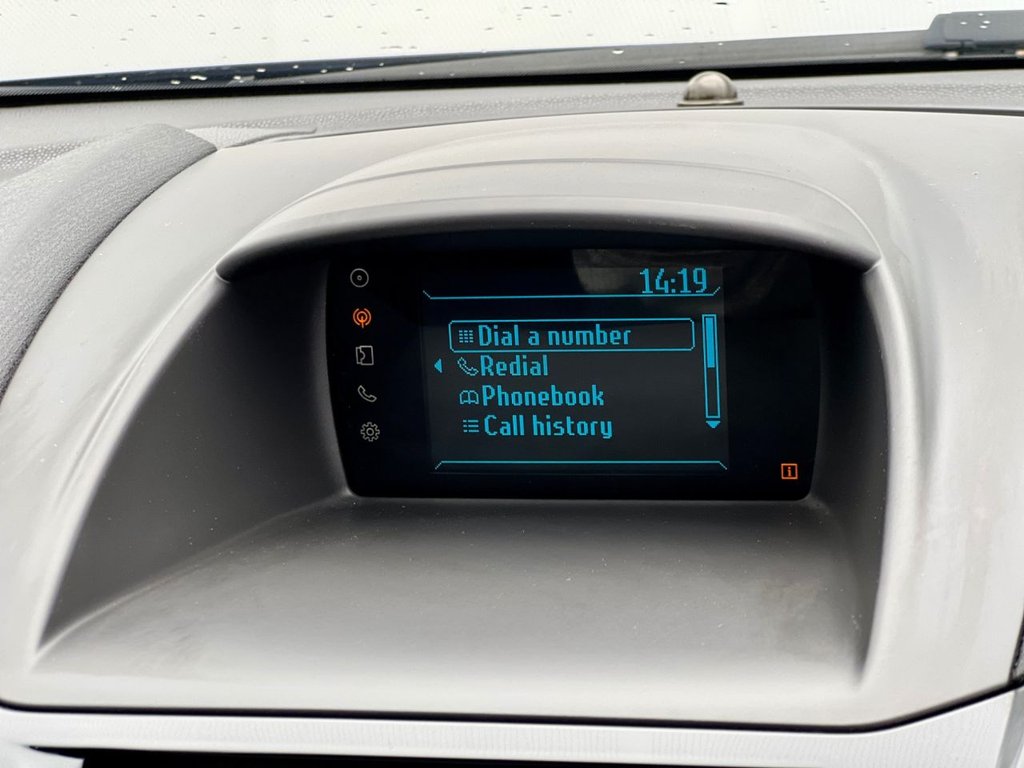 14:19
Dial a number
Redial
Phonebook
Call history
i